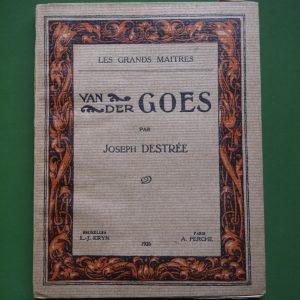 LES GRANDS MAITRES
VAN DER GOES
PAR
JOSEPH DESTRÉE
BRUXELLES PARIS
L.-J. KRYN A. PERCHE
1926